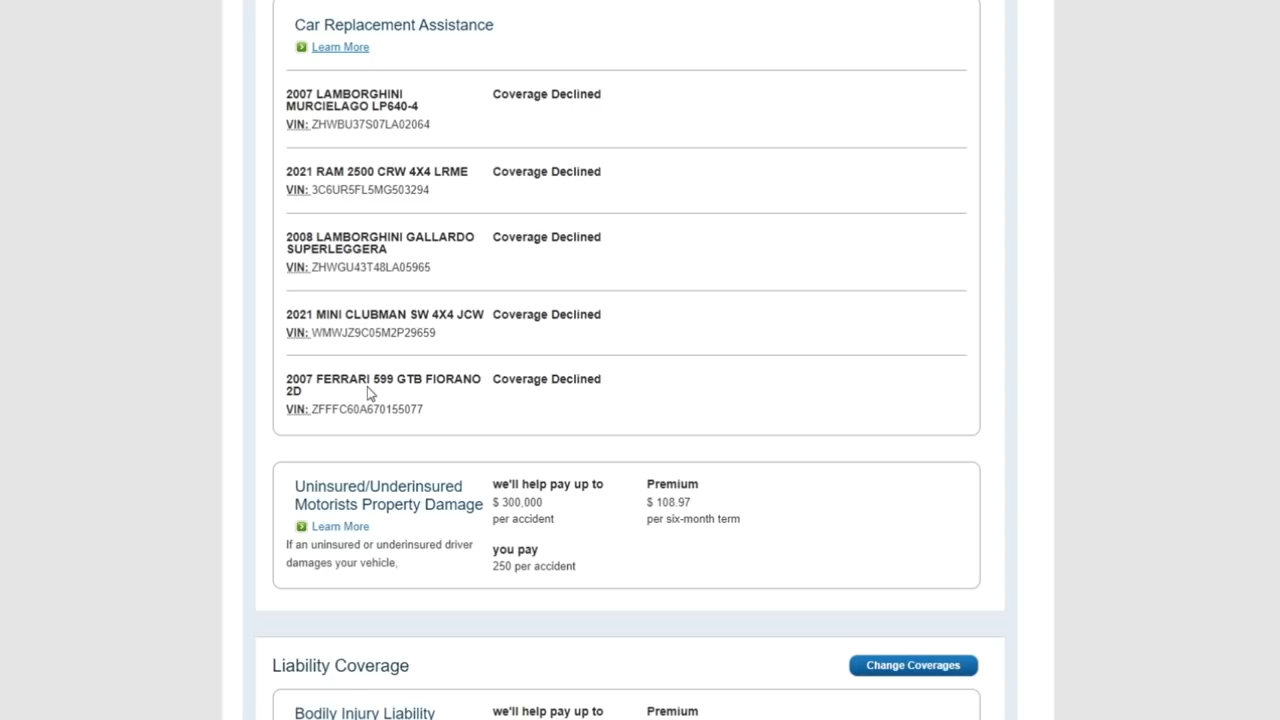 Car Replacement Assistance
Learn More
2007 LAMBORGHINI
MURCIELAGO LP640-4
Coverage Declined
VIN: ZHWBU37S07LA02064
2021 RAM 2500 CRW 4X4 LRME
Coverage Declined
VIN: 3C6UR5FL5MG503294
2008 LAMBORGHINI GALLARDO
SUPERLEGGERA
Coverage Declined
VIN: ZHWGU43T48LA05965
2021 MINI CLUBMAN SW 4X4 JCW
Coverage Declined
VIN: WMWJZ9C05M2P29659
2007 FERRARI 599 GTB FIORANO
2D
Coverage Declined
VIN: ZFFFC60A670155077
Uninsured/Underinsured
Motorists Property Damage
Learn More
If an uninsured or underinsured driver
damages your vehicle.
we'll help pay up to
$ 300,000
per accident
you pay
250 per accident
Premium
$ 108.97
per six-month term
Liability Coverage
Change Coverages
Bodily Injury Liability
we'll help pay up to
Premium